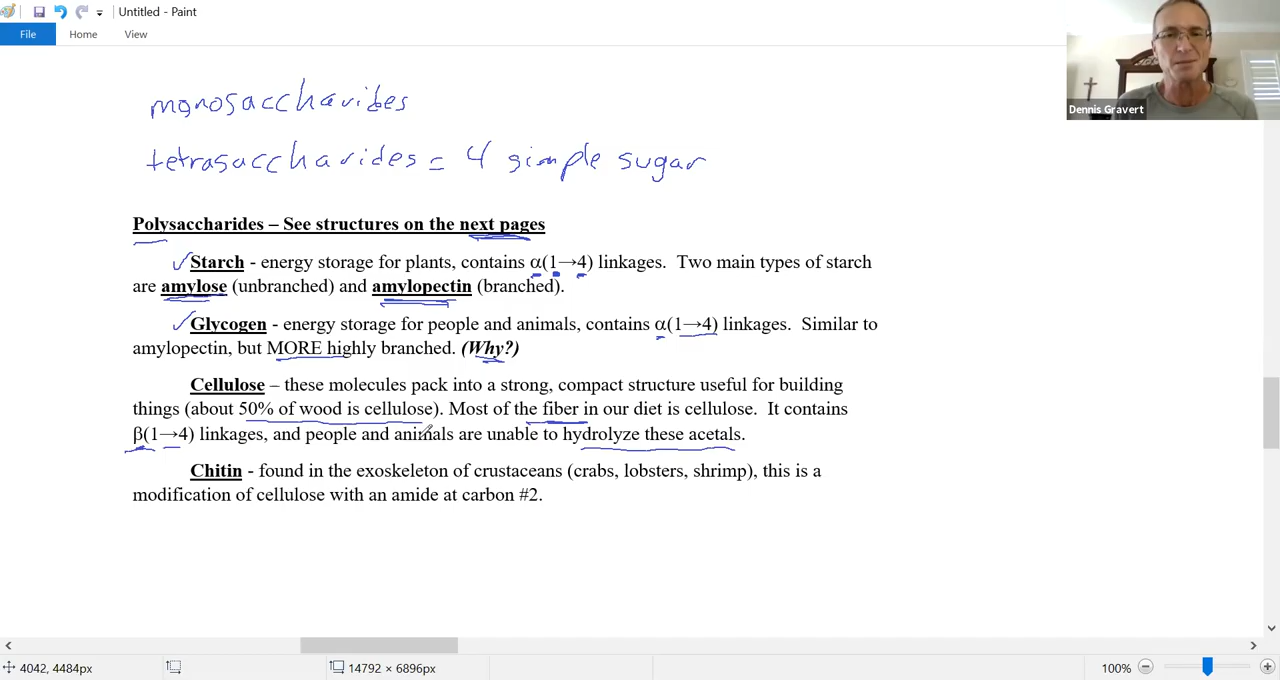 Untitled - Paint
File Home View
Dennis Gravert
monosaccharides
tetrasaccharides = 4 simple sugar
Polysaccharides – See structures on the next pages
Starch - energy storage for plants, contains α(1→4) linkages. Two main types of starch
are amylose (unbranched) and amylopectin (branched).
Glycogen - energy storage for people and animals, contains α(1→4) linkages. Similar to
amylopectin, but MORE highly branched. (Why?)
Cellulose – these molecules pack into a strong, compact structure useful for building
things (about 50% of wood is cellulose). Most of the fiber in our diet is cellulose. It contains
β(1→4) linkages, and people and animals are unable to hydrolyze these acetals.
Chitin - found in the exoskeleton of crustaceans (crabs, lobsters, shrimp), this is a
modification of cellulose with an amide at carbon #2.
4042, 4484px 14792 × 6896px 100%